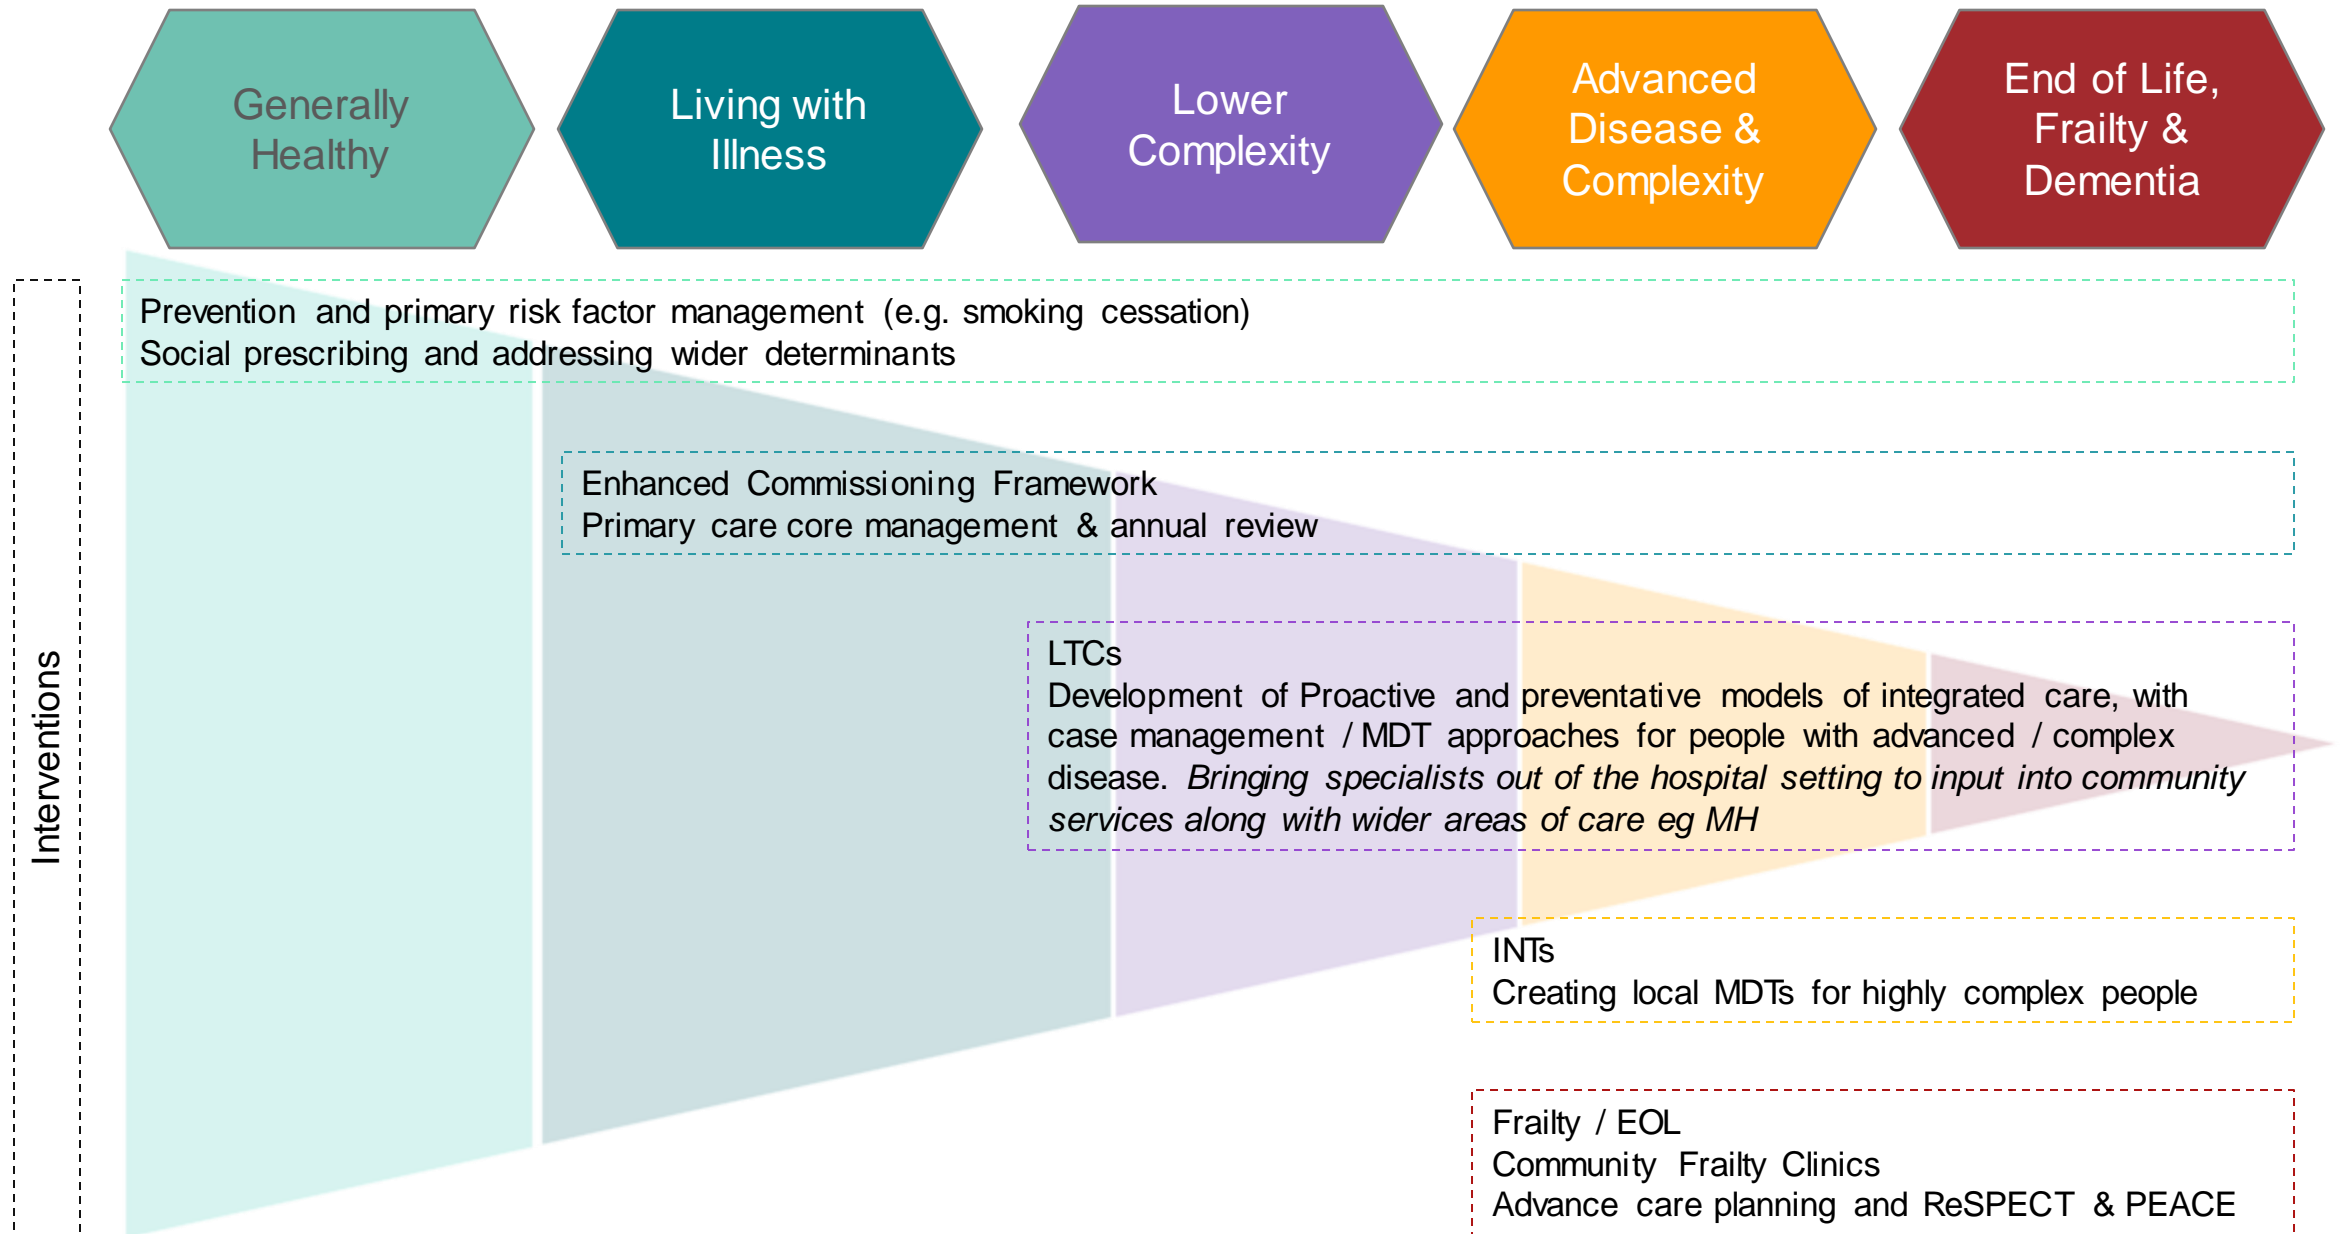 Generally
Healthy
Living with
Illness
Lower
Complexity
Advanced
Disease &
Complexity
End of Life,
Frailty &
Dementia
Interventions
Prevention and primary risk factor management (e.g. smoking cessation)
Social prescribing and addressing wider determinants
Enhanced Commissioning Framework
Primary care core management & annual review
LTCs
Development of Proactive and preventative models of integrated care, with
case management / MDT approaches for people with advanced / complex
disease. Bringing specialists out of the hospital setting to input into community
services along with wider areas of care eg MH
INTs
Creating local MDTs for highly complex people
Frailty / EOL
Community Frailty Clinics
Advance care planning and ReSPECT & PEACE